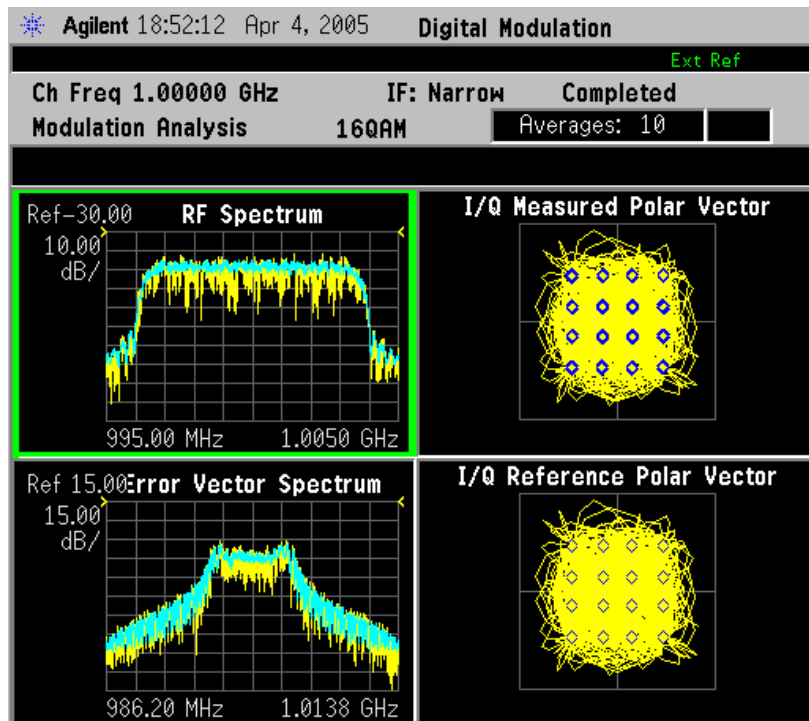 Agilent 18:52:12 Apr 4, 2005 Digital Modulation
Ext Ref
Ch Freq 1.00000 GHz IF: Narrow Completed
Modulation Analysis 16QAM Averages: 10
Ref-30.00 RF Spectrum
10.00
dB/
995.00 MHz 1.0050 GHz
I/Q Measured Polar Vector
Ref 15.00 Error Vector Spectrum
15.00
dB/
986.20 MHz 1.0138 GHz
I/Q Reference Polar Vector